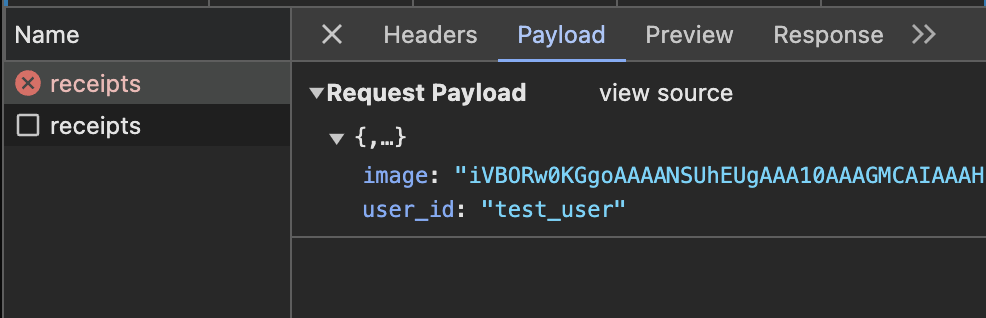 Name
Headers Payload Preview Response
receipts
receipts
Request Payload view source
{,…}
image: "iVBORw0KGgoAAAANSUhEUgAAA10AAAGMCAIAAAH
user_id: "test_user"